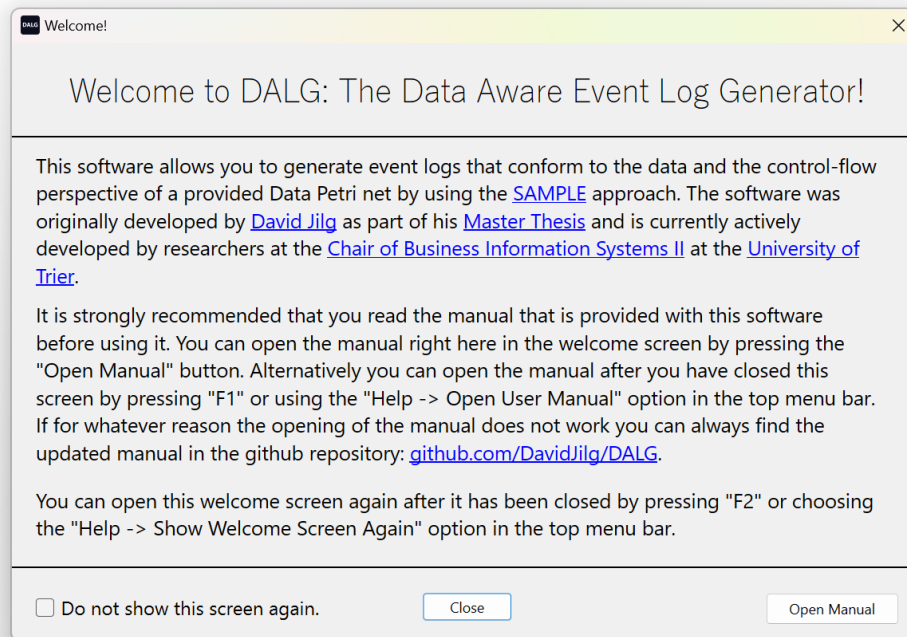 DALG Welcome!
Welcome to DALG: The Data Aware Event Log Generator!
This software allows you to generate event logs that conform to the data and the control-flow
perspective of a provided Data Petri net by using the SAMPLE approach. The software was
originally developed by David Jilg as part of his Master Thesis and is currently actively
developed by researchers at the Chair of Business Information Systems II at the University of
Trier.
It is strongly recommended that you read the manual that is provided with this software
before using it. You can open the manual right here in the welcome screen by pressing the
"Open Manual" button. Alternatively you can open the manual after you have closed this
screen by pressing "F1" or using the "Help -> Open User Manual" option in the top menu bar.
If for whatever reason the opening of the manual does not work you can always find the
updated manual in the github repository: github.com/DavidJilg/DALG.
You can open this welcome screen again after it has been closed by pressing "F2" or choosing
the "Help -> Show Welcome Screen Again" option in the top menu bar.
Do not show this screen again. Close Open Manual